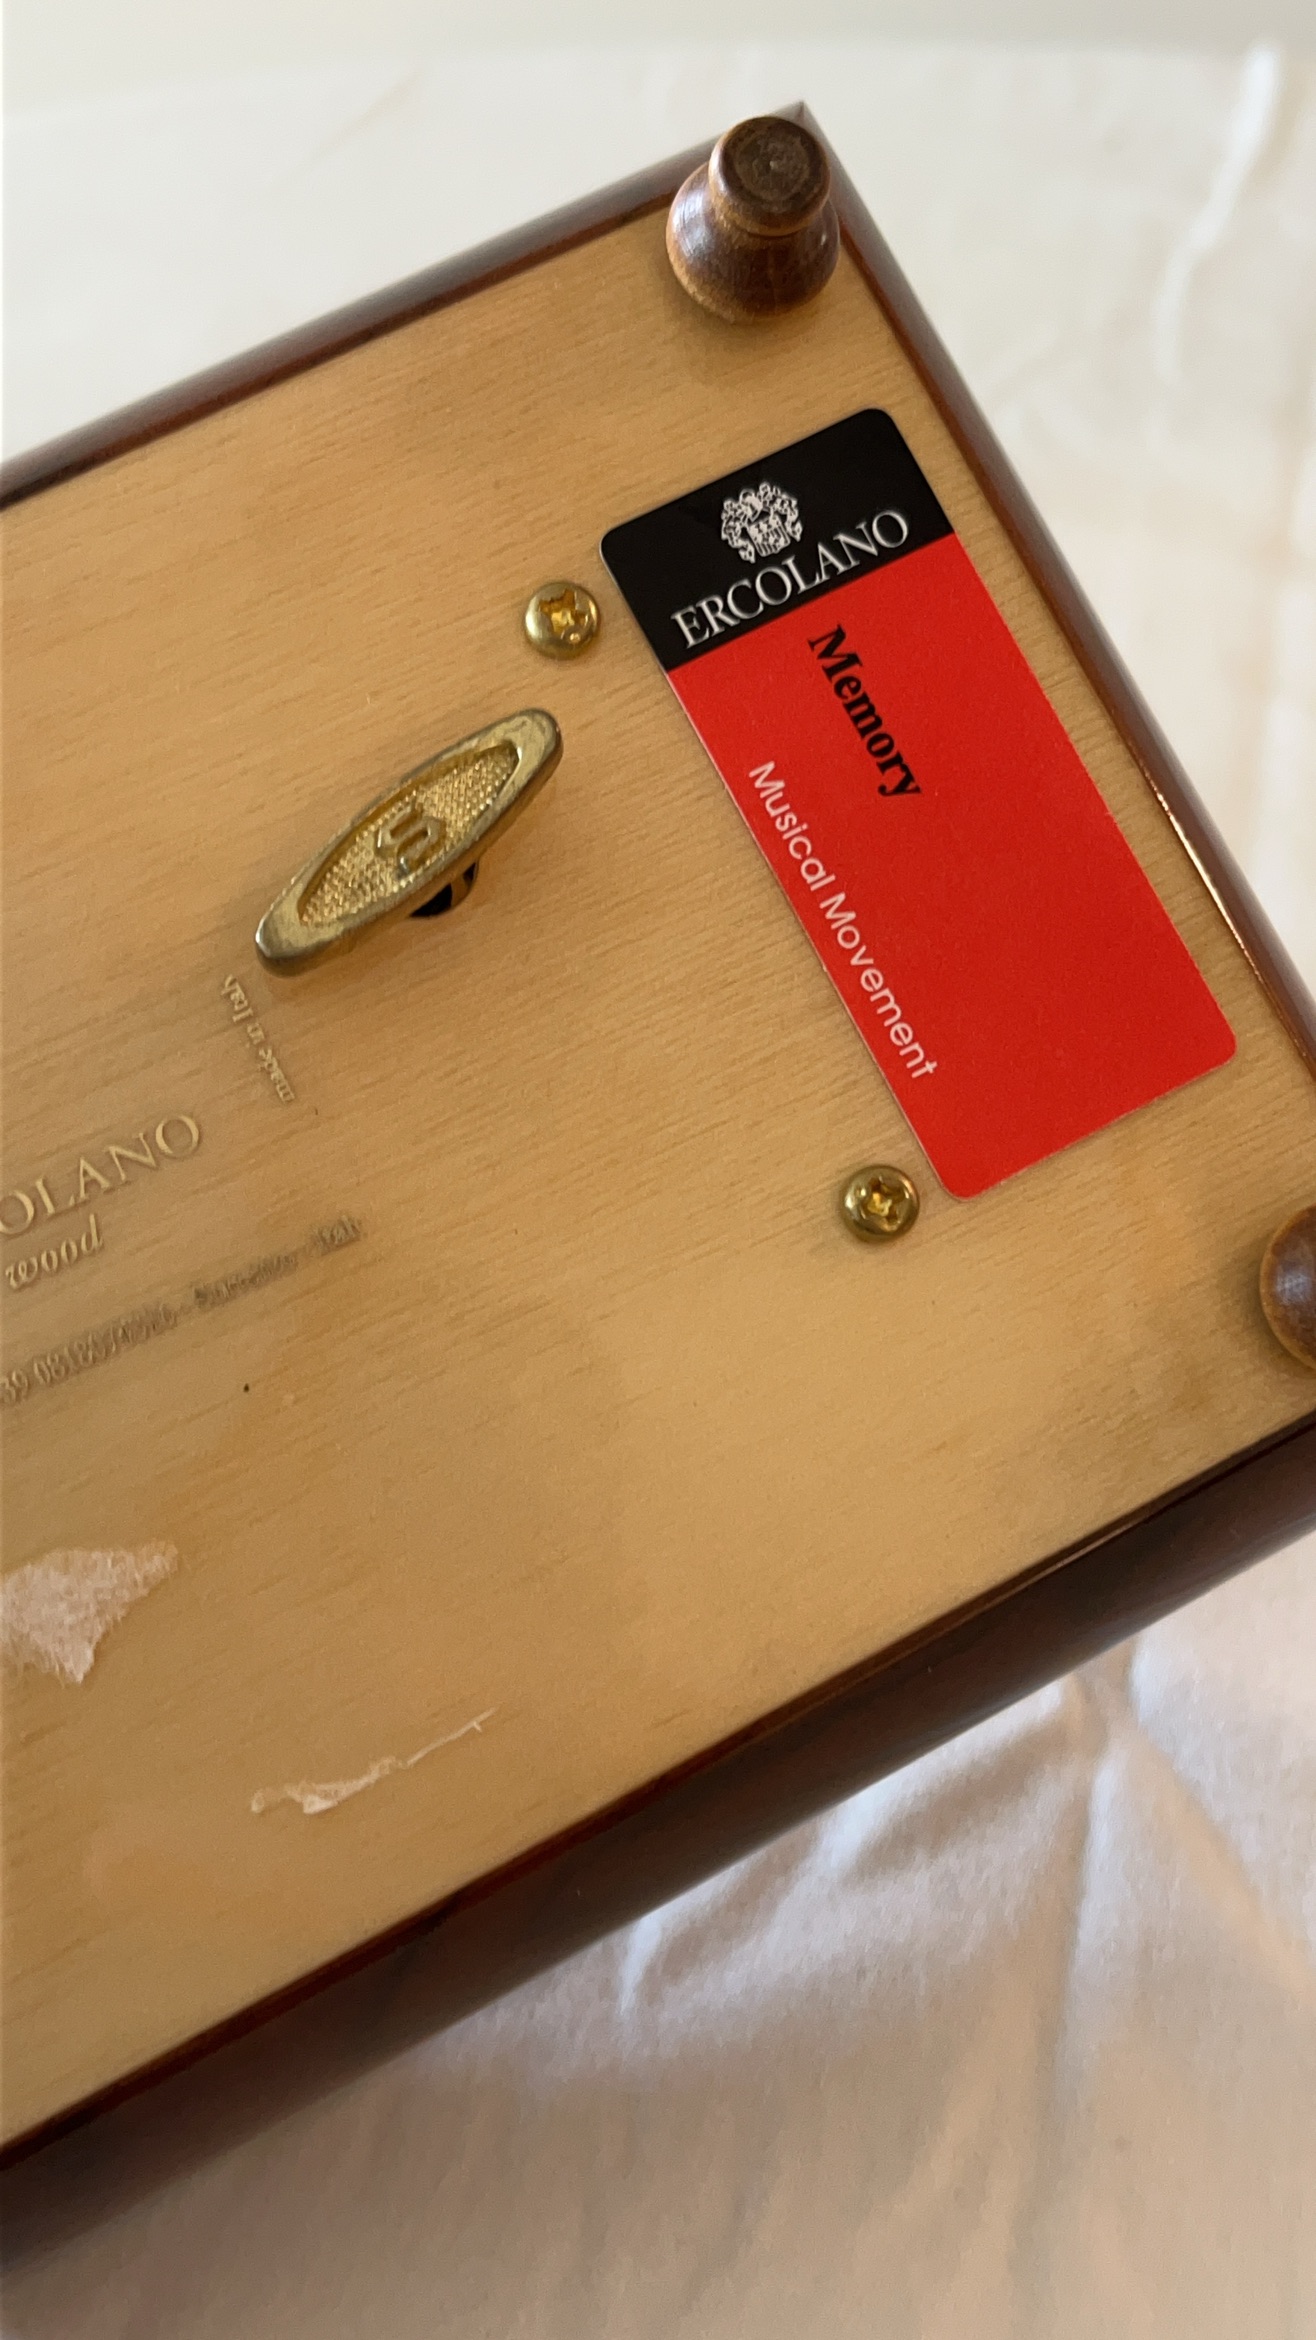 ERCOLANO
Memory
Musical Movement
made in Italy
OLANO
wood